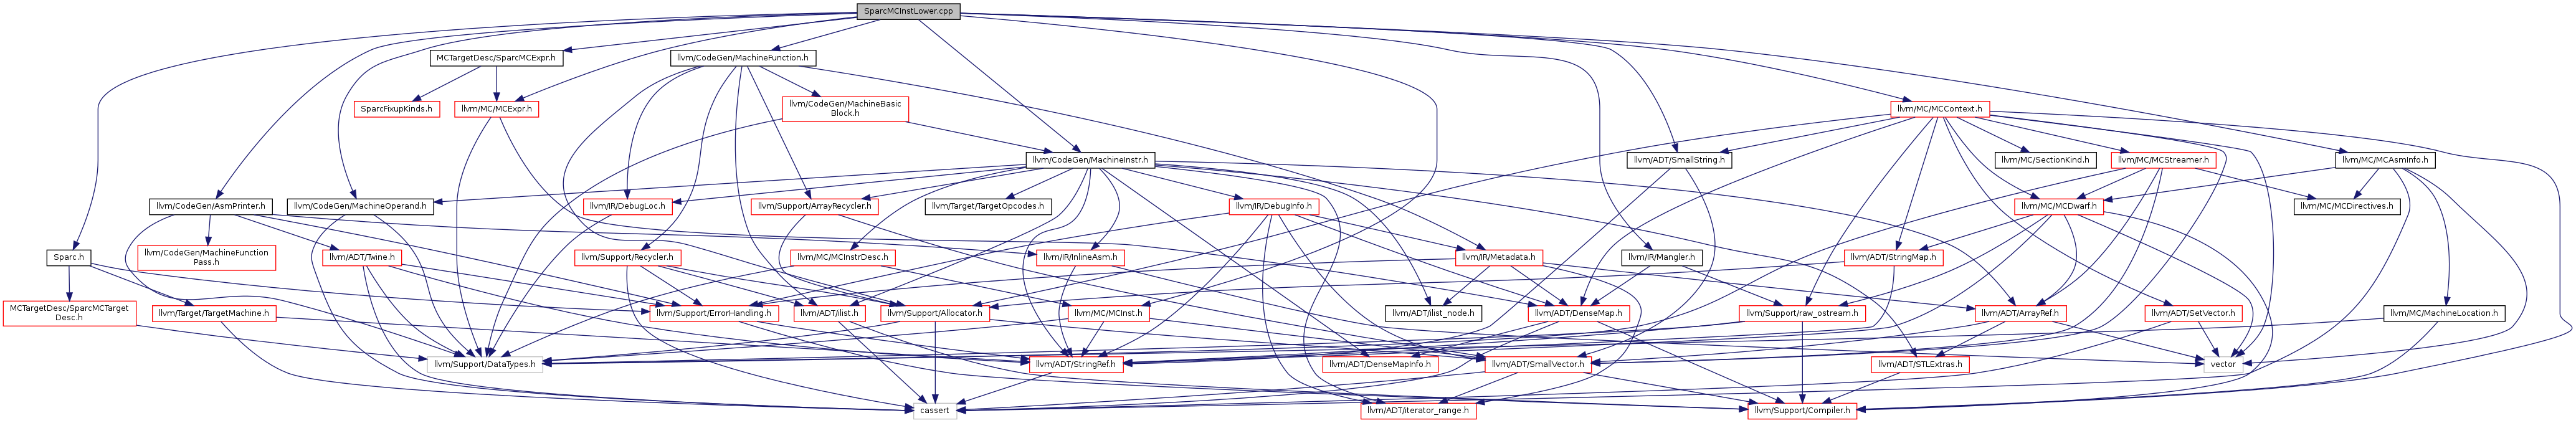 SparcMCInstLower.cpp
MCTargetDesc/SparcMCExpr.h
llvm/CodeGen/MachineFunction.h
SparcFixupKinds.h
llvm/MC/MCExpr.h
llvm/CodeGen/MachineBasic
Block.h
llvm/MC/MCContext.h
llvm/CodeGen/MachineInstr.h
llvm/ADT/SmallString.h
llvm/MC/SectionKind.h
llvm/MC/MCStreamer.h
llvm/MC/MCAsmInfo.h
llvm/CodeGen/AsmPrinter.h
llvm/CodeGen/MachineOperand.h
llvm/IR/DebugLoc.h
llvm/Support/ArrayRecycler.h
llvm/Target/TargetOpcodes.h
llvm/IR/DebugInfo.h
llvm/MC/MCDwarf.h
llvm/MC/MCDirectives.h
Sparc.h
llvm/CodeGen/MachineFunction
Pass.h
llvm/ADT/Twine.h
llvm/Support/Recycler.h
llvm/MC/MCInstrDesc.h
llvm/IR/InlineAsm.h
llvm/IR/Metadata.h
llvm/IR/Mangler.h
llvm/ADT/StringMap.h
MCTargetDesc/SparcMCTarget
Desc.h
llvm/Target/TargetMachine.h
llvm/Support/ErrorHandling.h
llvm/ADT/ilist.h
llvm/Support/Allocator.h
llvm/MC/MCInst.h
llvm/ADT/ilist_node.h
llvm/ADT/DenseMap.h
llvm/Support/raw_ostream.h
llvm/ADT/ArrayRef.h
llvm/ADT/SetVector.h
llvm/MC/MachineLocation.h
llvm/Support/DataTypes.h
llvm/ADT/StringRef.h
llvm/ADT/DenseMapInfo.h
llvm/ADT/SmallVector.h
llvm/ADT/STLExtras.h
vector
cassert
llvm/ADT/iterator_range.h
llvm/Support/Compiler.h